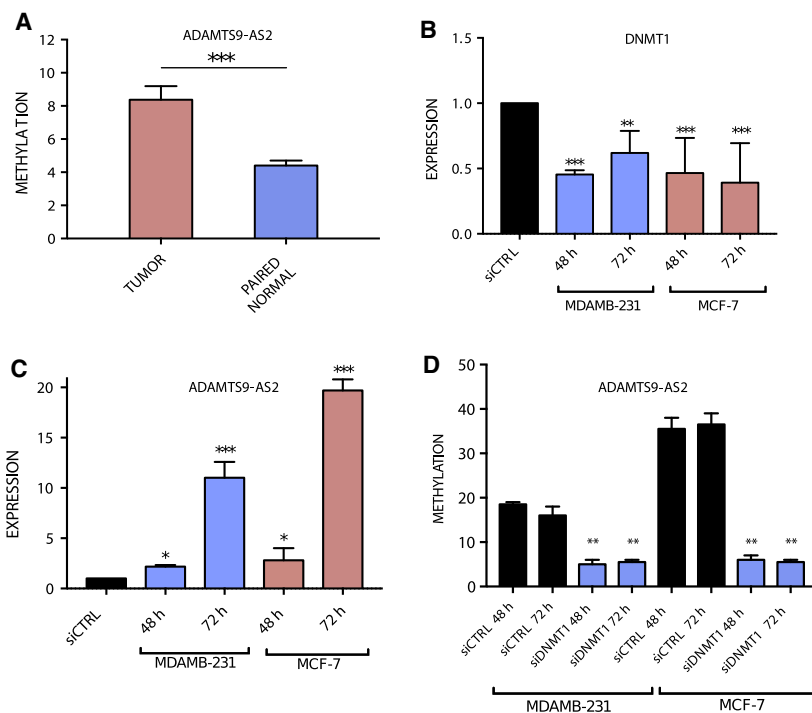 A
ADAMTS9-AS2
***
METHYLATION
12
10
8
6
4
2
0
TUMOR
PAIRED
NORMAL
B
DNMT1
EXPRESSION
1.5
1.0
0.5
0.0
***
**
***
***
siCTRL
48 h
72 h
48 h
72 h
MDAMB-231
MCF-7
C
ADAMTS9-AS2
EXPRESSION
20
15
10
5
0
*
***
*
***
siCTRL
48 h
72 h
48 h
72 h
MDAMB-231
MCF-7
D
ADAMTS9-AS2
METHYLATION
50
40
30
20
10
0
**
**
**
**
siCTRL 48 h
siCTRL 72 h
siDNMT1 48 h
siDNMT1 72 h
siCTRL 48 h
siCTRL 72 h
siDNMT1 48 h
siDNMT1 72 h
MDAMB-231
MCF-7